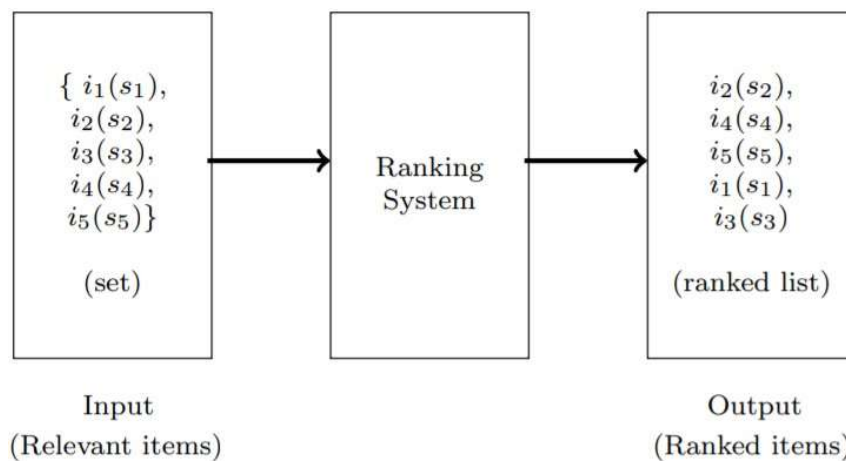 { i₁(s₁),
i₂(s₂),
i₃(s₃),
i₄(s₄),
i₅(s₅)}
(set)
Input
(Relevant items)
Ranking
System
i₂(s₂),
i₄(s₄),
i₅(s₅),
i₁(s₁),
i₃(s₃)
(ranked list)
Output
(Ranked items)